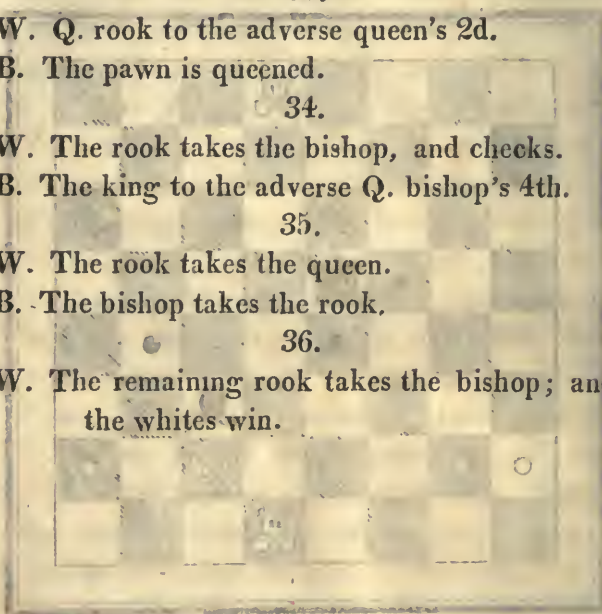 W. Q. rook to the adverse queen's 2d.
B. The pawn is queened.
34.
W. The rook takes the bishop, and checks.
B. The king to the adverse Q. bishop's 4th.
35.
W. The rook takes the queen.
B. The bishop takes the rook.
36.
W. The remaining rook takes the bishop; an
the whites win.